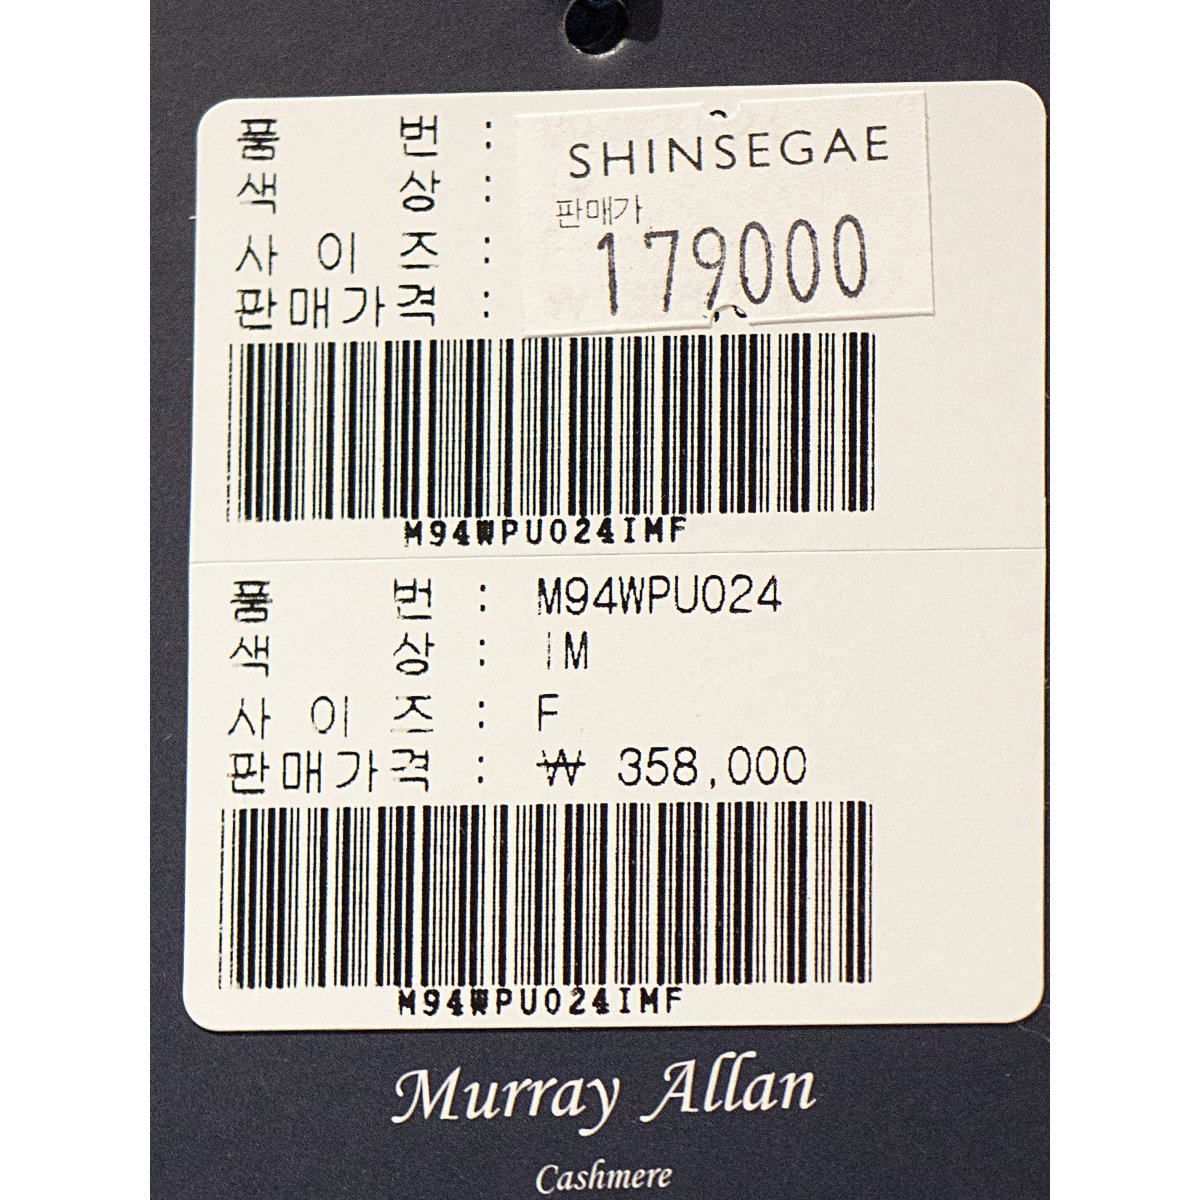 품 번 :
색 상 :
사 이 즈 :
판매가격 :
SHINSEGAE
판매가
179000
M94WPU024IMF
품 번 : M94WPU024
색 상 : IM
사 이 즈 : F
판매가격 : ₩ 358,000
M94WPU024IMF
Murray Allan
Cashmere